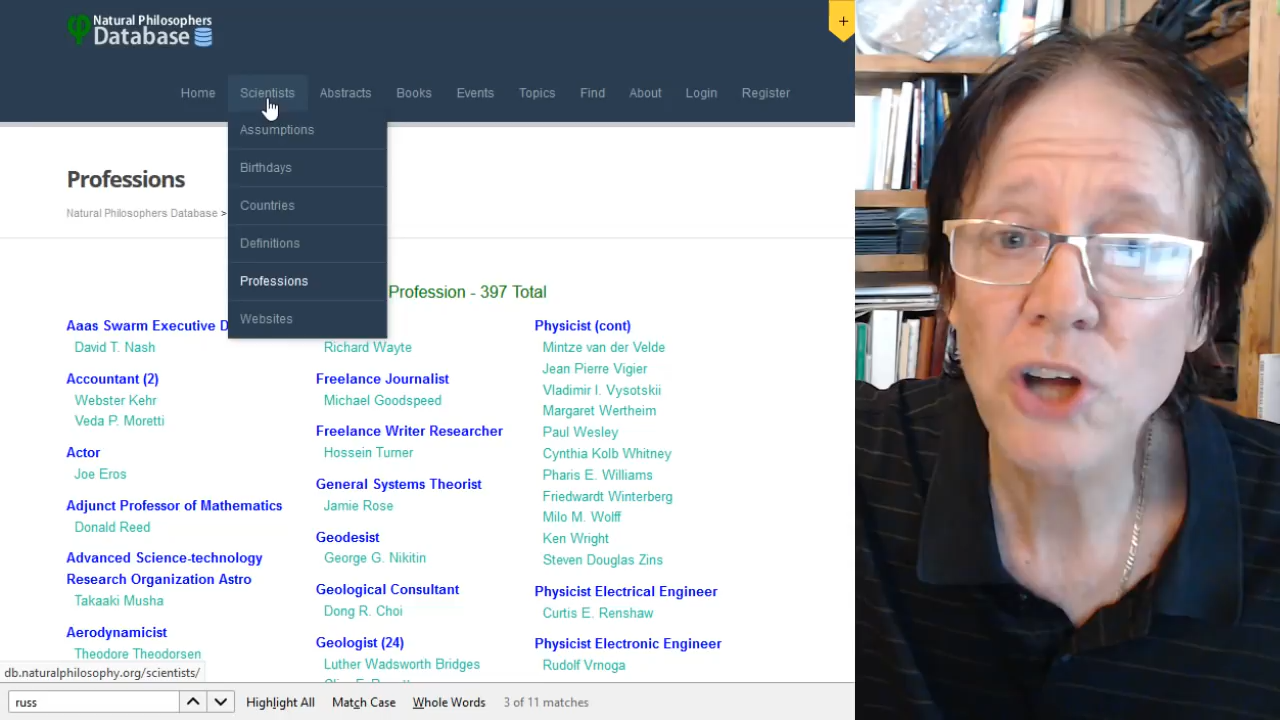 Natural Philosophers
Database
+
Home Scientists Abstracts Books Events Topics Find About Login Register
Assumptions
Birthdays
Countries
Definitions
Professions
Websites
Professions
Natural Philosophers Database >
Profession - 397 Total
Aaas Swarm Executive D
David T. Nash
Accountant (2)
Webster Kehr
Veda P. Moretti
Actor
Joe Eros
Adjunct Professor of Mathematics
Donald Reed
Advanced Science-technology
Research Organization Astro
Takaaki Musha
Aerodynamicist
Theodore Theodorsen
Richard Wayte
Freelance Journalist
Michael Goodspeed
Freelance Writer Researcher
Hossein Turner
General Systems Theorist
Jamie Rose
Geodesist
George G. Nikitin
Geological Consultant
Dong R. Choi
Geologist (24)
Luther Wadsworth Bridges
Physicist (cont)
Mintze van der Velde
Jean Pierre Vigier
Vladimir I. Vysotskii
Margaret Wertheim
Paul Wesley
Cynthia Kolb Whitney
Pharis E. Williams
Friedwardt Winterberg
Milo M. Wolff
Ken Wright
Steven Douglas Zins
Physicist Electrical Engineer
Curtis E. Renshaw
Physicist Electronic Engineer
Rudolf Vrnoga
db.naturalphilosophy.org/scientists/
russ Highlight All Match Case Whole Words 3 of 11 matches